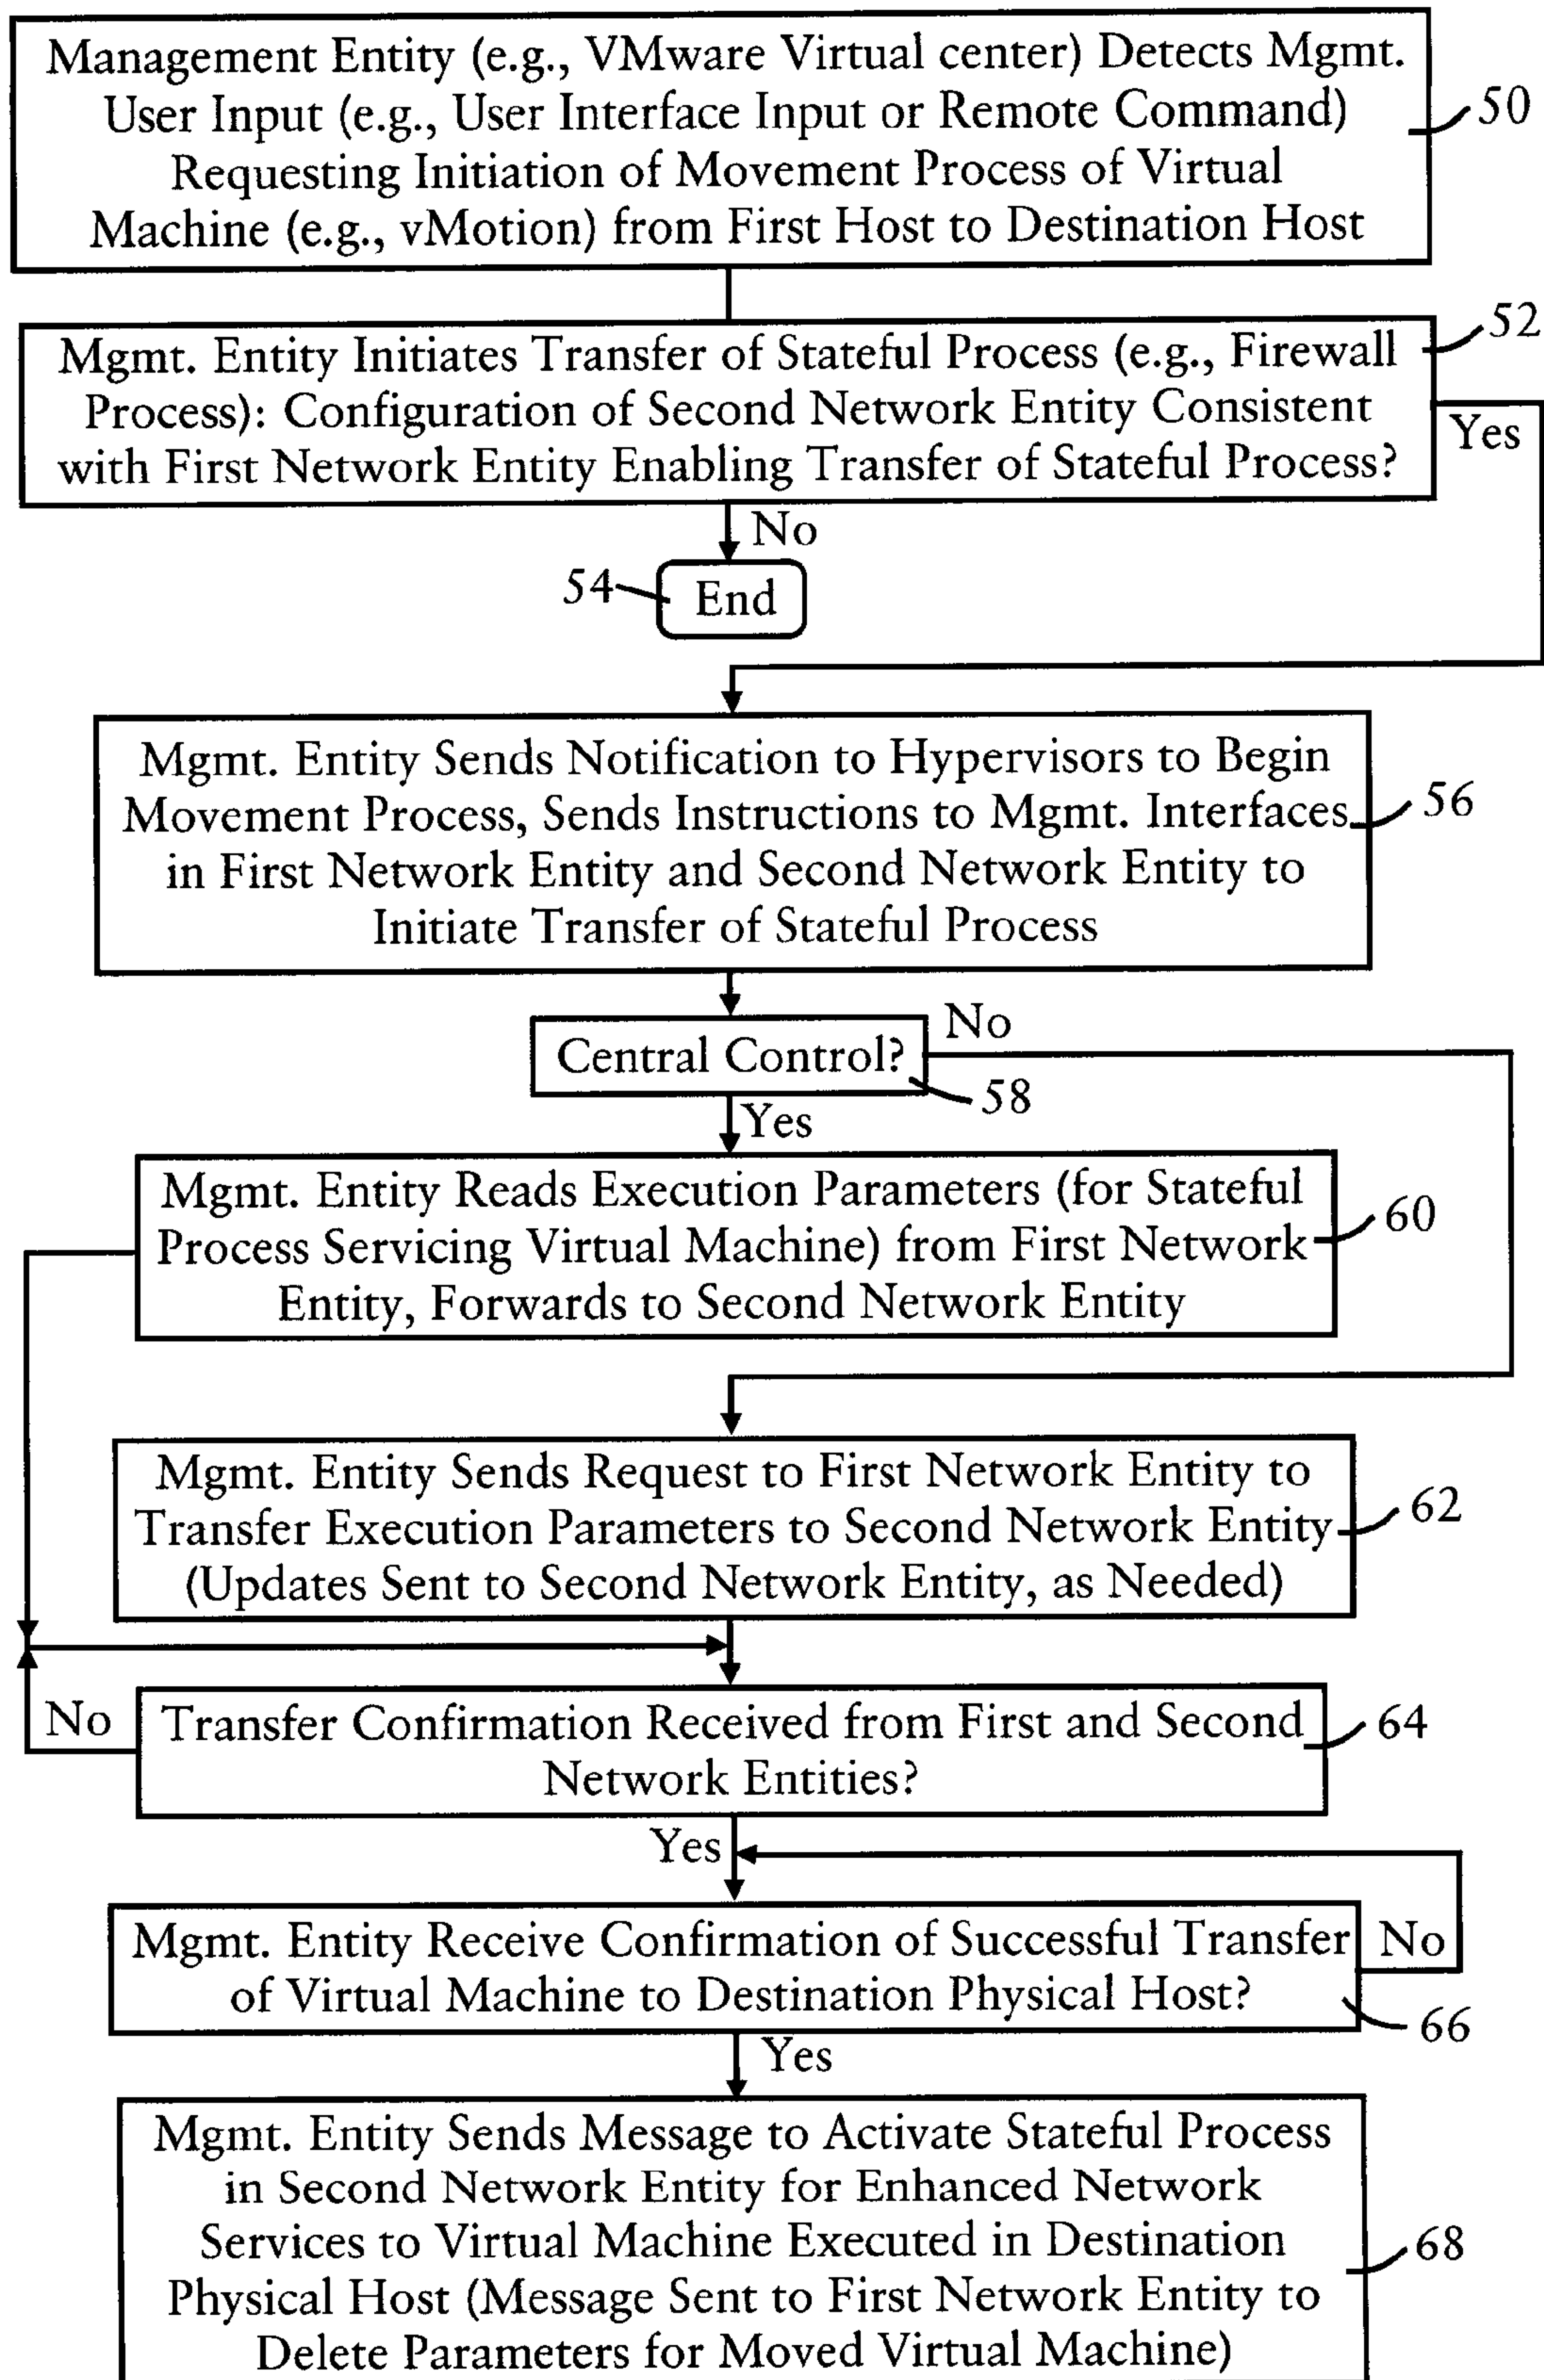 Management Entity (e.g., VMware Virtual center) Detects Mgmt.
User Input (e.g., User Interface Input or Remote Command)
Requesting Initiation of Movement Process of Virtual
Machine (e.g., vMotion) from First Host to Destination Host
50
Mgmt. Entity Initiates Transfer of Stateful Process (e.g., Firewall
Process): Configuration of Second Network Entity Consistent
with First Network Entity Enabling Transfer of Stateful Process?
52
Yes
No
54
End
Mgmt. Entity Sends Notification to Hypervisors to Begin
Movement Process, Sends Instructions to Mgmt. Interfaces
in First Network Entity and Second Network Entity to
Initiate Transfer of Stateful Process
56
Central Control?
No
58
Yes
Mgmt. Entity Reads Execution Parameters (for Stateful
Process Servicing Virtual Machine) from First Network
Entity, Forwards to Second Network Entity
60
Mgmt. Entity Sends Request to First Network Entity to
Transfer Execution Parameters to Second Network Entity
(Updates Sent to Second Network Entity, as Needed)
62
No
Transfer Confirmation Received from First and Second
Network Entities?
64
Yes
Mgmt. Entity Receive Confirmation of Successful Transfer
of Virtual Machine to Destination Physical Host?
No
66
Yes
Mgmt. Entity Sends Message to Activate Stateful Process
in Second Network Entity for Enhanced Network
Services to Virtual Machine Executed in Destination
Physical Host (Message Sent to First Network Entity to
Delete Parameters for Moved Virtual Machine)
68